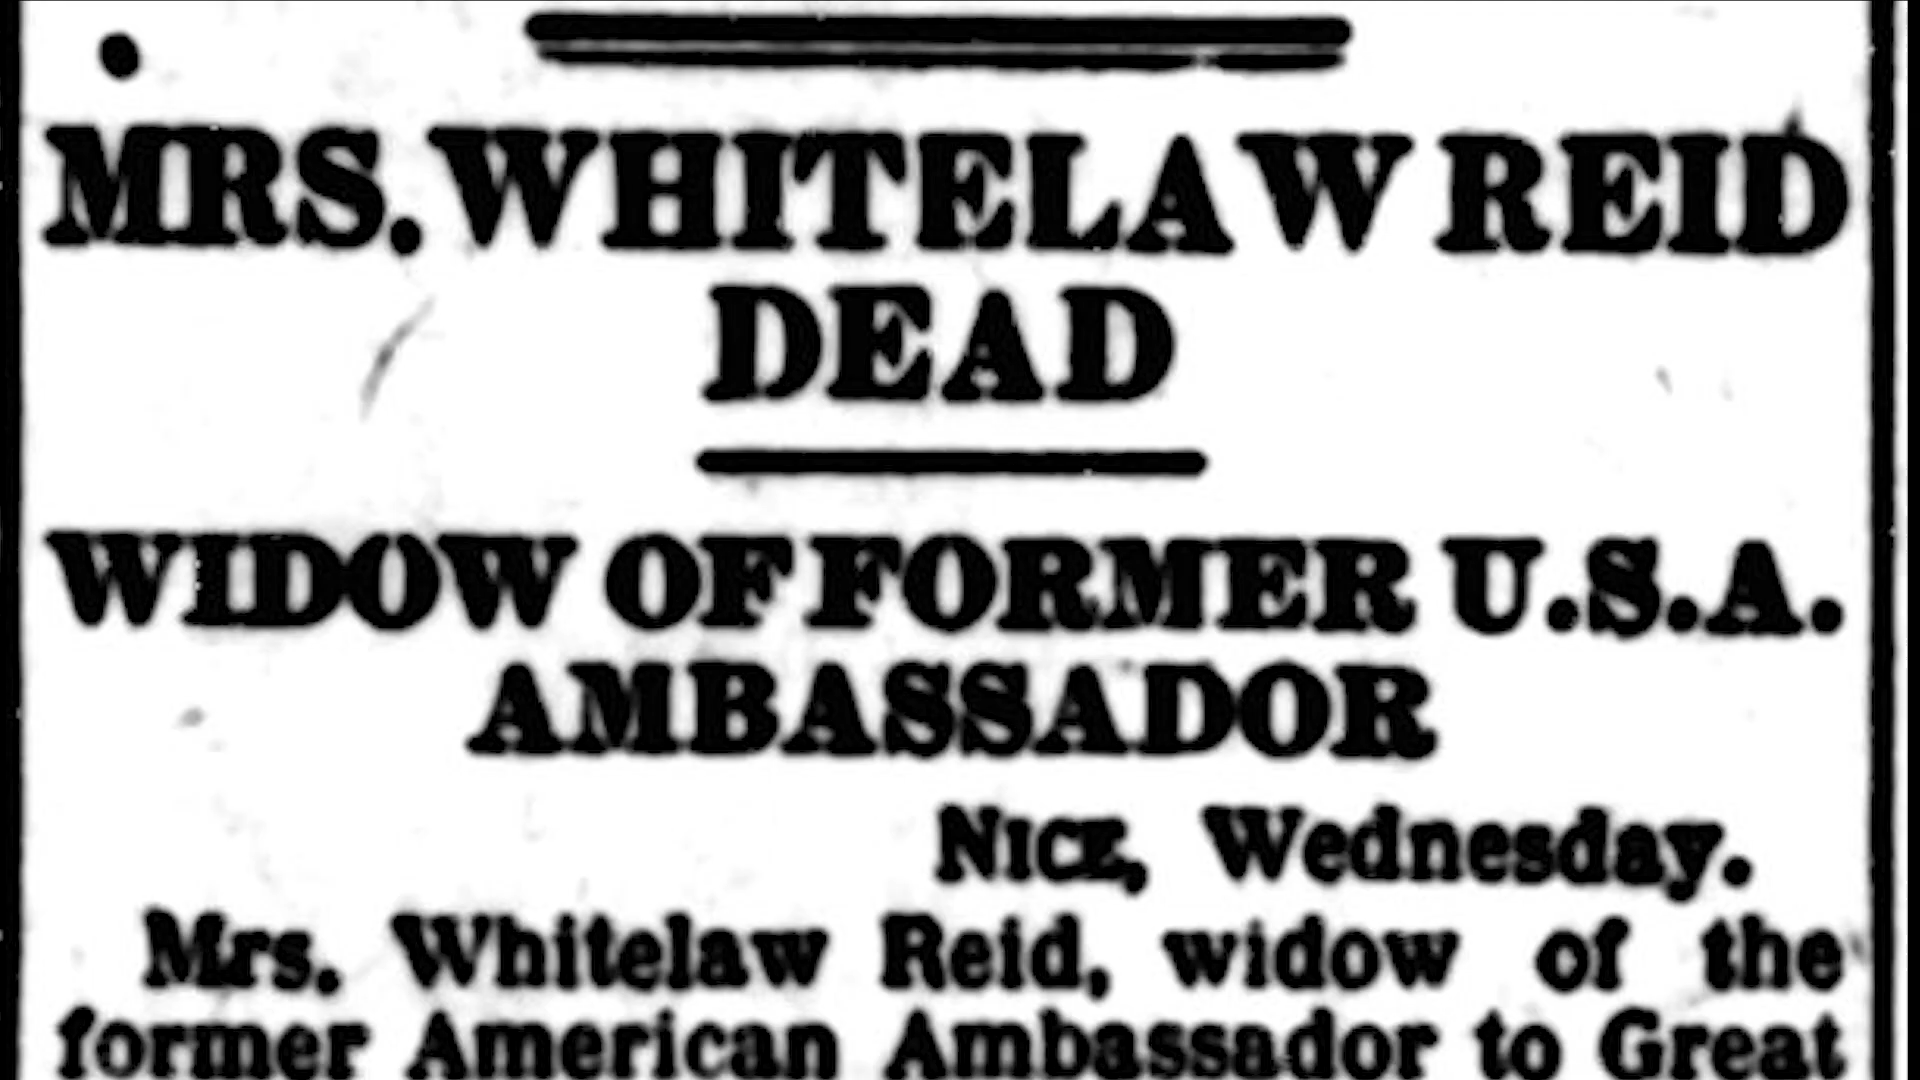 MRS. WHITELAW REID
DEAD
WIDOW OF FORMER U.S.A.
AMBASSADOR
NICE, Wednesday.
Mrs. Whitelaw Reid, widow of the
former American Ambassador to Great